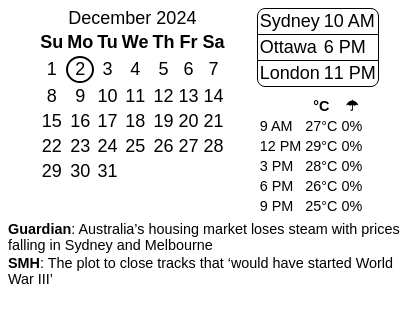 December 2024
Su Mo Tu We Th Fr Sa
1 2 3 4 5 6 7
8 9 10 11 12 13 14
15 16 17 18 19 20 21
22 23 24 25 26 27 28
29 30 31
Sydney 10 AM
Ottawa 6 PM
London 11 PM
°C ☂
9 AM 27°C 0%
12 PM 29°C 0%
3 PM 28°C 0%
6 PM 26°C 0%
9 PM 25°C 0%
Guardian: Australia’s housing market loses steam with prices
falling in Sydney and Melbourne
SMH: The plot to close tracks that ‘would have started World
War III’